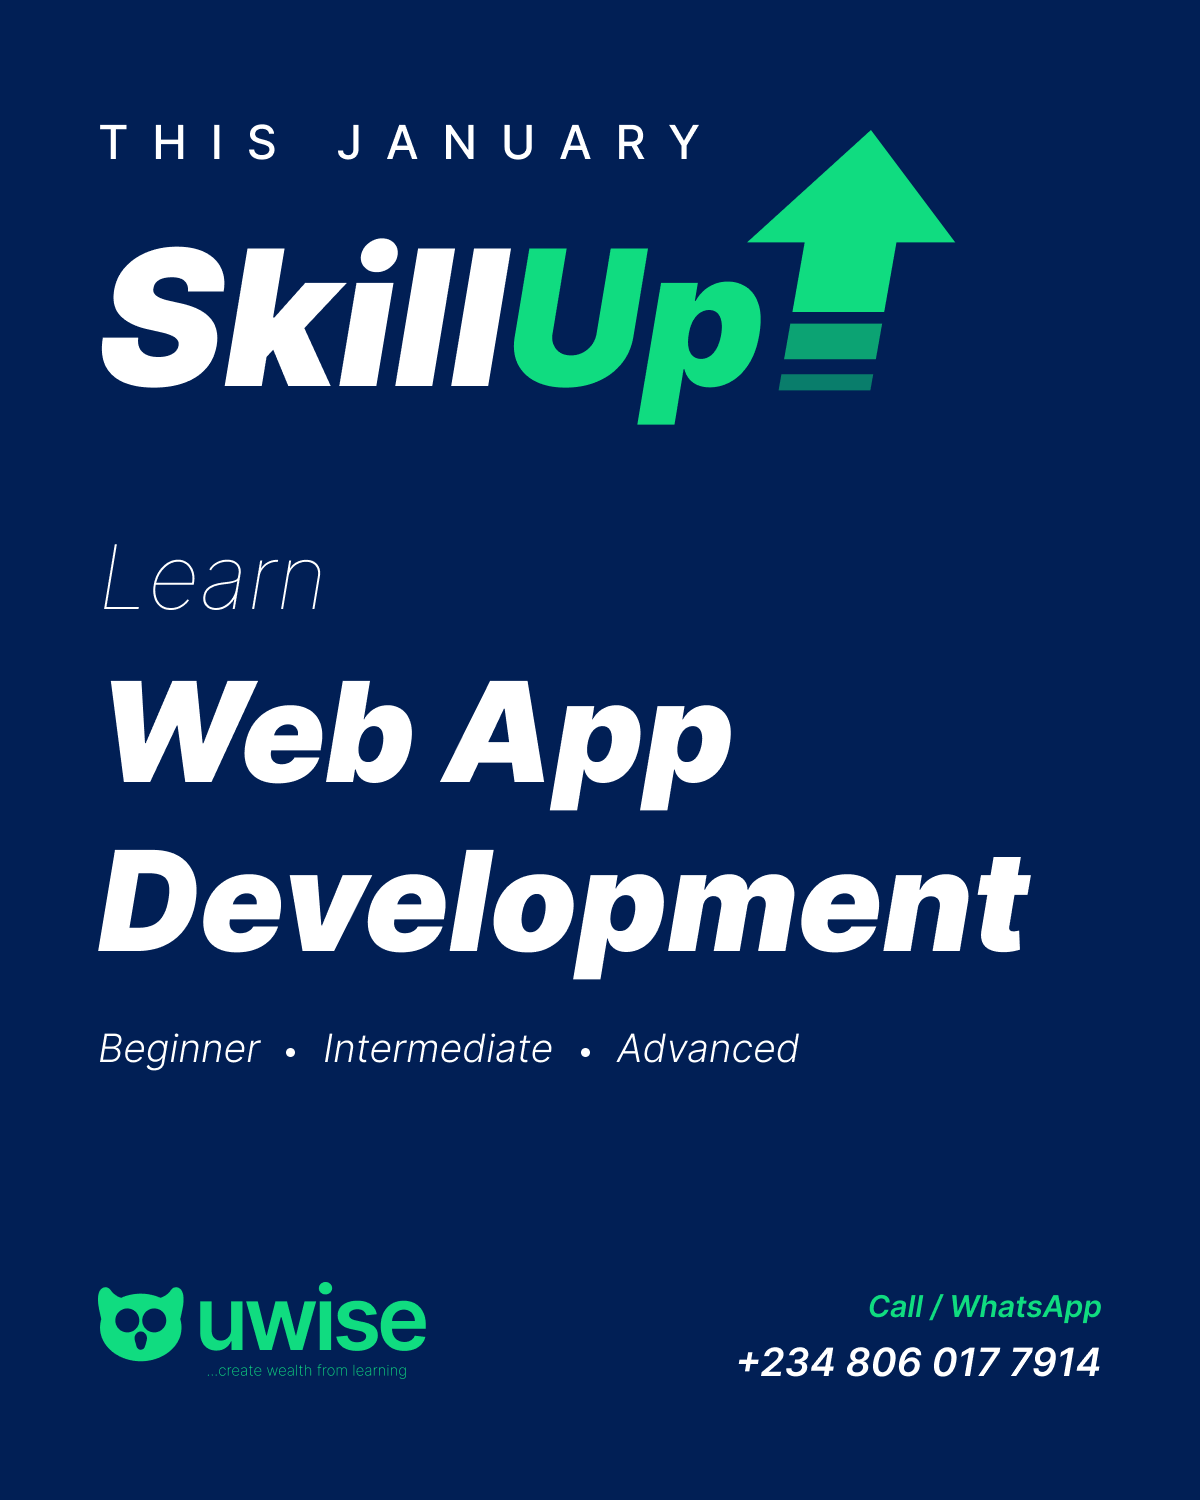 THIS JANUARY
SkillUp
Learn
Web App
Development
Beginner • Intermediate • Advanced
uwise
...create wealth from learning
Call / WhatsApp
+234 806 017 7914